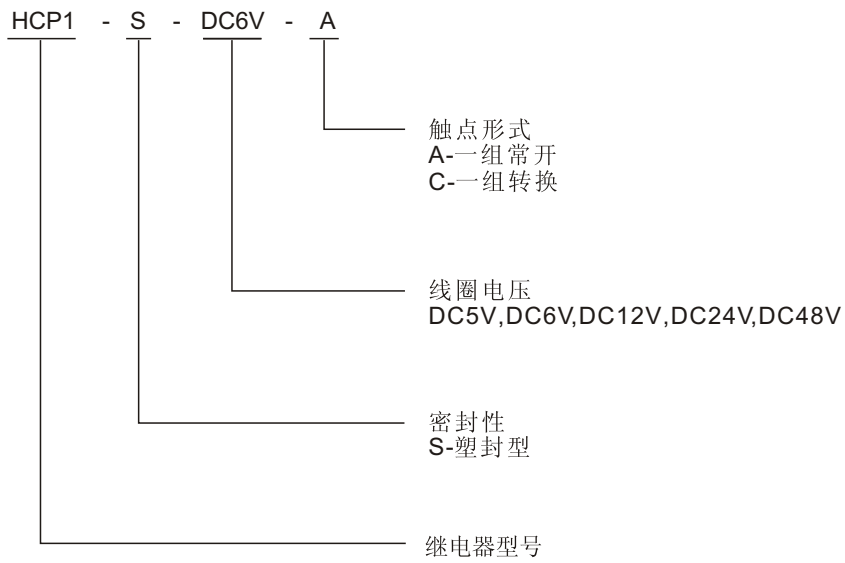 HCP1 - S - DC6V - A
触点形式
A-一组常开
C-一组转换
线圈电压
DC5V,DC6V,DC12V,DC24V,DC48V
密封性
S-塑封型
继电器型号